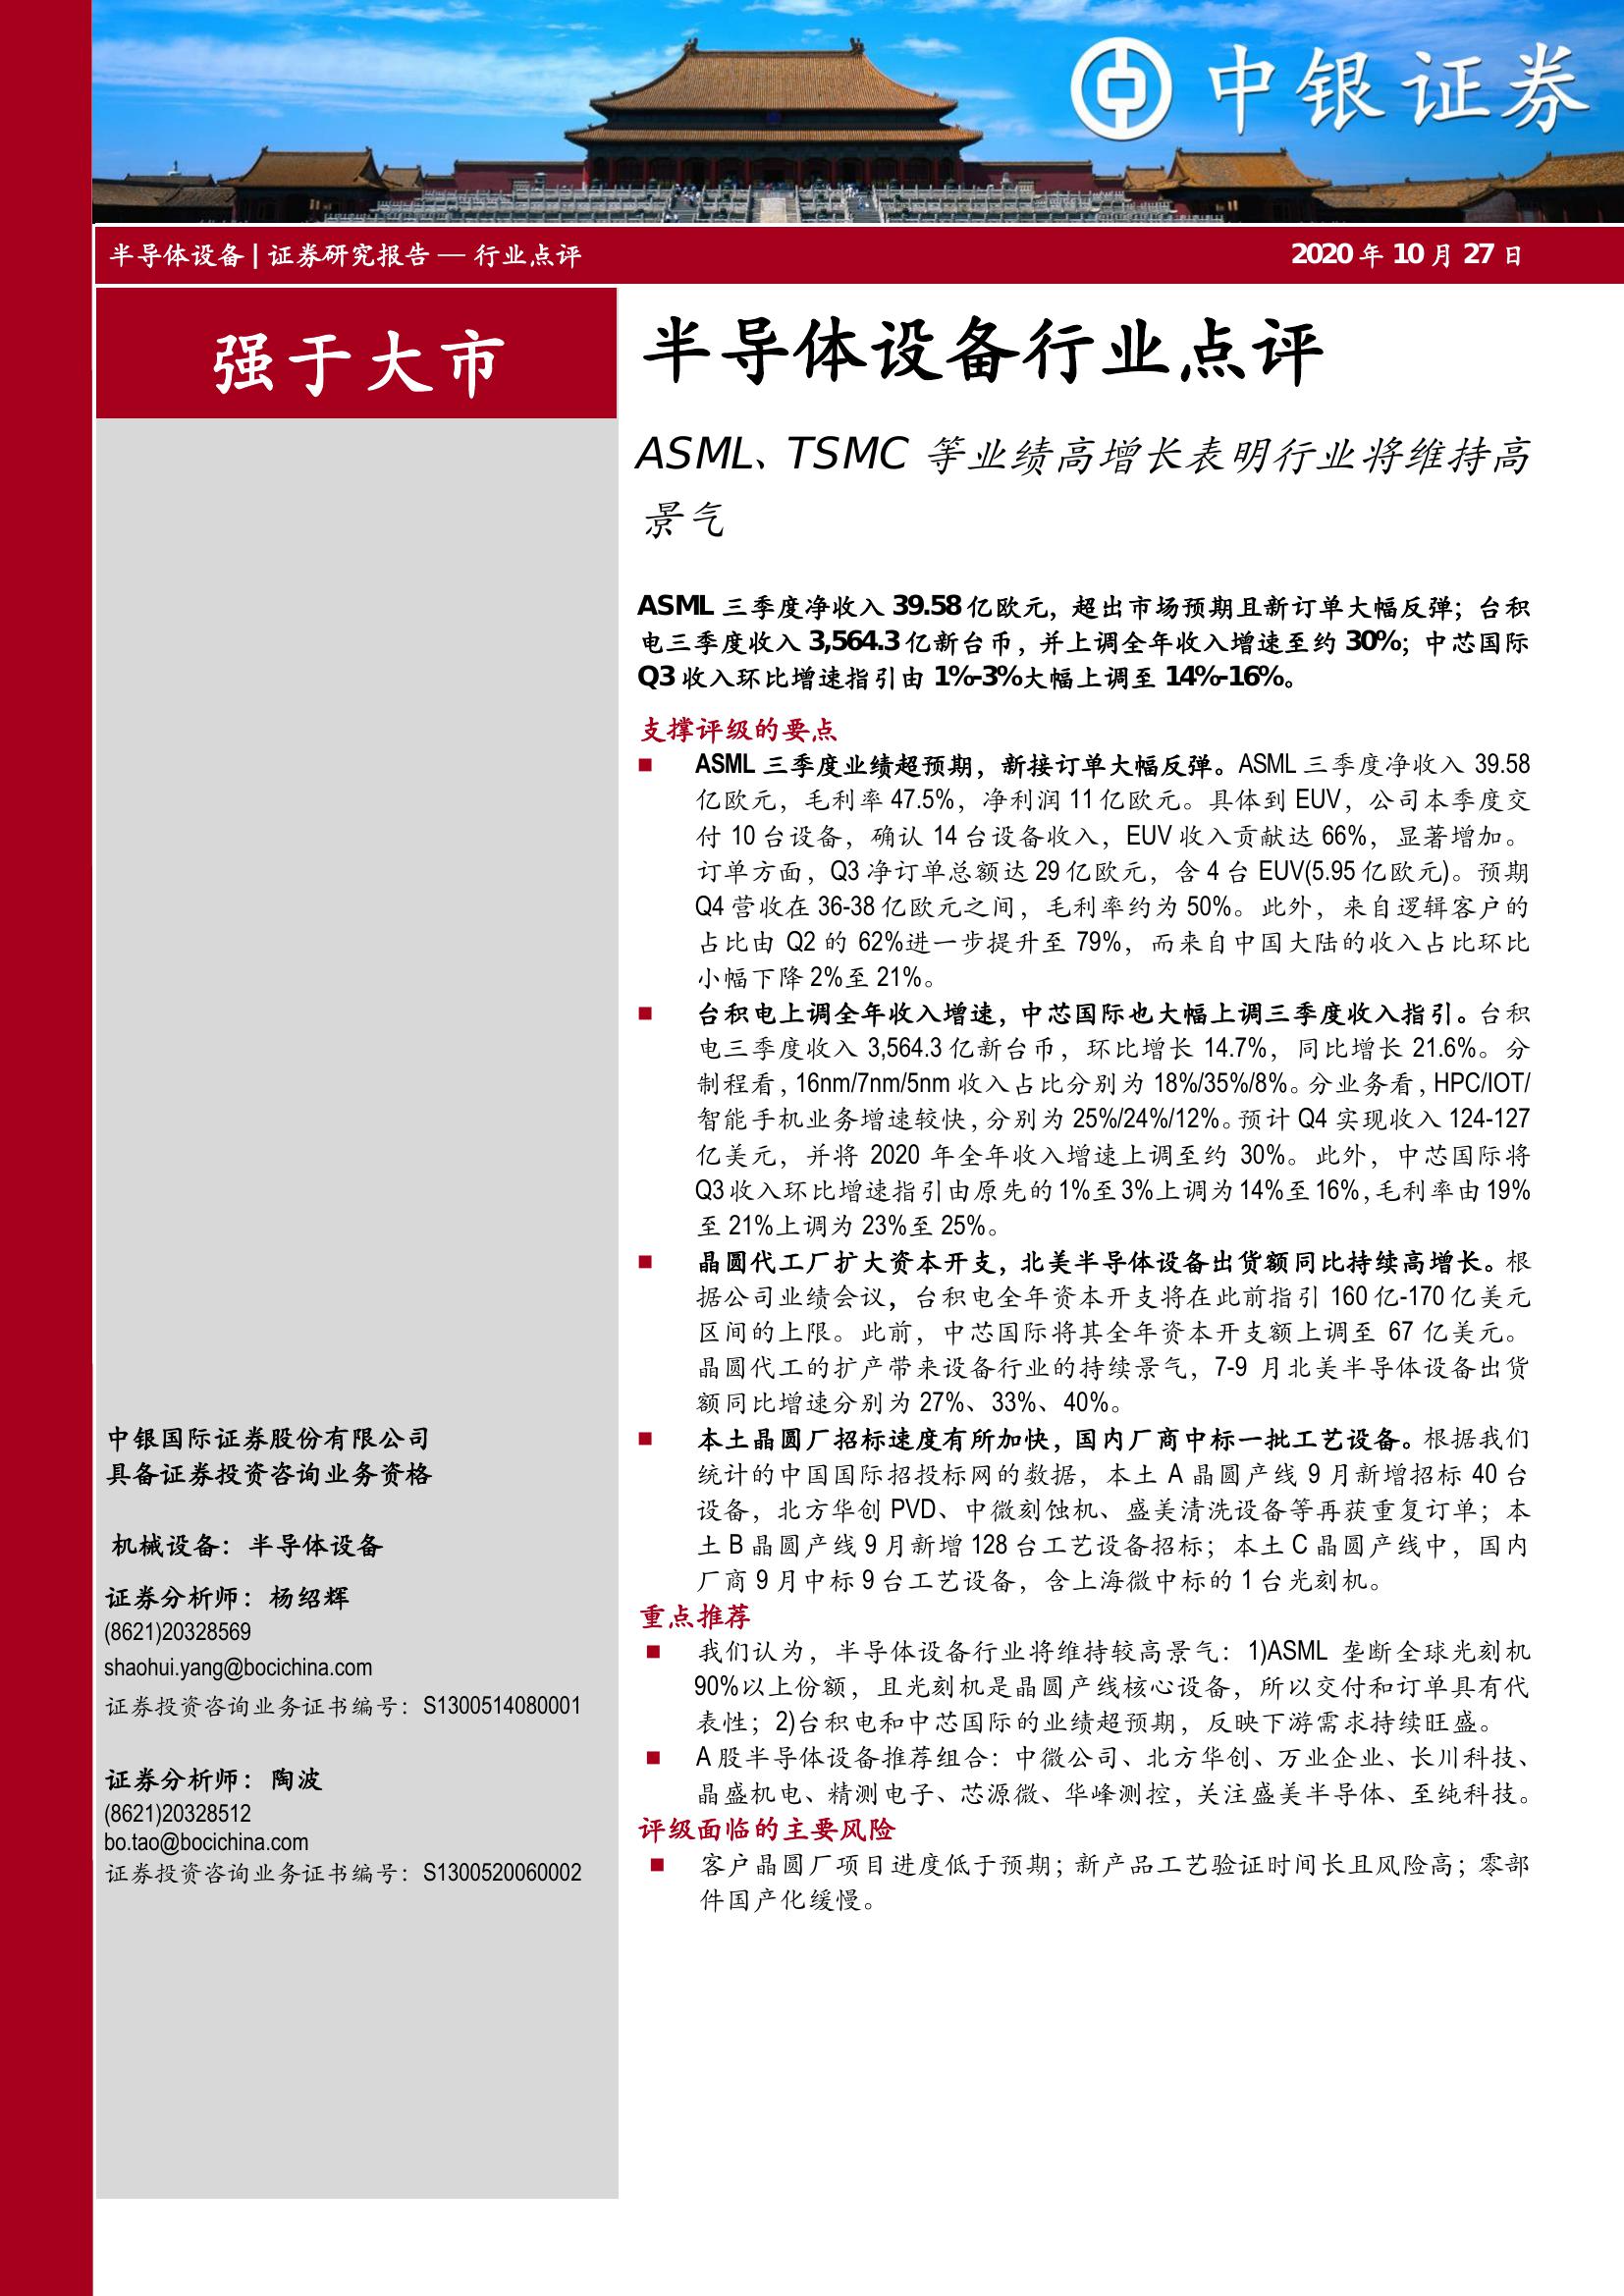 中银证券
半导体设备 | 证券研究报告 — 行业点评
2020 年 10 月 27 日
强于大市
半导体设备行业点评
ASML、TSMC 等业绩高增长表明行业将维持高
景气
ASML 三季度净收入 39.58 亿欧元，超出市场预期且新订单大幅反弹；台积
电三季度收入 3,564.3 亿新台币，并上调全年收入增速至约 30%；中芯国际
Q3 收入环比增速指引由 1%-3%大幅上调至 14%-16%。
支撑评级的要点
■ ASML 三季度业绩超预期，新接订单大幅反弹。ASML 三季度净收入 39.58
亿欧元，毛利率 47.5%，净利润 11 亿欧元。具体到 EUV，公司本季度交
付 10 台设备，确认 14 台设备收入，EUV 收入贡献达 66%，显著增加。
订单方面，Q3 净订单总额达 29 亿欧元，含 4 台 EUV(5.95 亿欧元)。预期
Q4 营收在 36-38 亿欧元之间，毛利率约为 50%。此外，来自逻辑客户的
占比由 Q2 的 62%进一步提升至 79%，而来自中国大陆的收入占比环比
小幅下降 2%至 21%。
■ 台积电上调全年收入增速，中芯国际也大幅上调三季度收入指引。台积
电三季度收入 3,564.3 亿新台币，环比增长 14.7%，同比增长 21.6%。分
制程看，16nm/7nm/5nm 收入占比分别为 18%/35%/8%。分业务看，HPC/IOT/
智能手机业务增速较快，分别为 25%/24%/12%。预计 Q4 实现收入 124-127
亿美元，并将 2020 年全年收入增速上调至约 30%。此外，中芯国际将
Q3 收入环比增速指引由原先的 1%至 3%上调为 14%至 16%，毛利率由 19%
至 21%上调为 23%至 25%。
■ 晶圆代工厂扩大资本开支，北美半导体设备出货额同比持续高增长。根
据公司业绩会议，台积电全年资本开支将在此前指引 160 亿-170 亿美元
区间的上限。此前，中芯国际将其全年资本开支额上调至 67 亿美元。
晶圆代工的扩产带来设备行业的持续景气，7-9 月北美半导体设备出货
额同比增速分别为 27%、33%、40%。
■ 本土晶圆厂招标速度有所加快，国内厂商中标一批工艺设备。根据我们
统计的中国国际招投标网的数据，本土 A 晶圆产线 9 月新增招标 40 台
设备，北方华创 PVD、中微刻蚀机、盛美清洗设备等再获重复订单；本
土 B 晶圆产线 9 月新增 128 台工艺设备招标；本土 C 晶圆产线中，国内
厂商 9 月中标 9 台工艺设备，含上海微中标的 1 台光刻机。
重点推荐
■ 我们认为，半导体设备行业将维持较高景气：1)ASML 垄断全球光刻机
90%以上份额，且光刻机是晶圆产线核心设备，所以交付和订单具有代
表性；2)台积电和中芯国际的业绩超预期，反映下游需求持续旺盛。
■ A 股半导体设备推荐组合：中微公司、北方华创、万业企业、长川科技、
晶盛机电、精测电子、芯源微、华峰测控，关注盛美半导体、至纯科技。
评级面临的主要风险
■ 客户晶圆厂项目进度低于预期；新产品工艺验证时间长且风险高；零部
件国产化缓慢。
中银国际证券股份有限公司
具备证券投资咨询业务资格
机械设备：半导体设备
证券分析师：杨绍辉
(8621)20328569
shaohui.yang@bocichina.com
证券投资咨询业务证书编号：S1300514080001
证券分析师：陶波
(8621)20328512
bo.tao@bocichina.com
证券投资咨询业务证书编号：S1300520060002